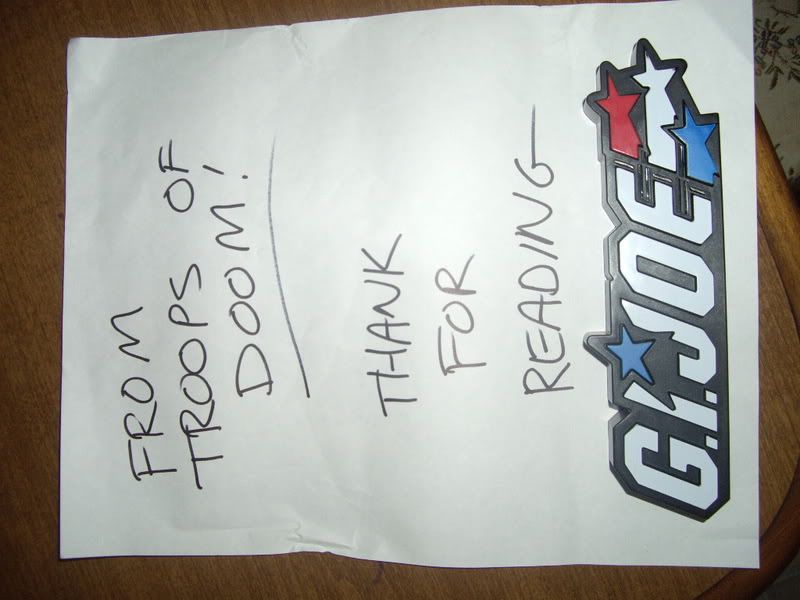 FROM
TROOPS OF
DOOM!
THANK
FOR
READING—
G.I.JOE